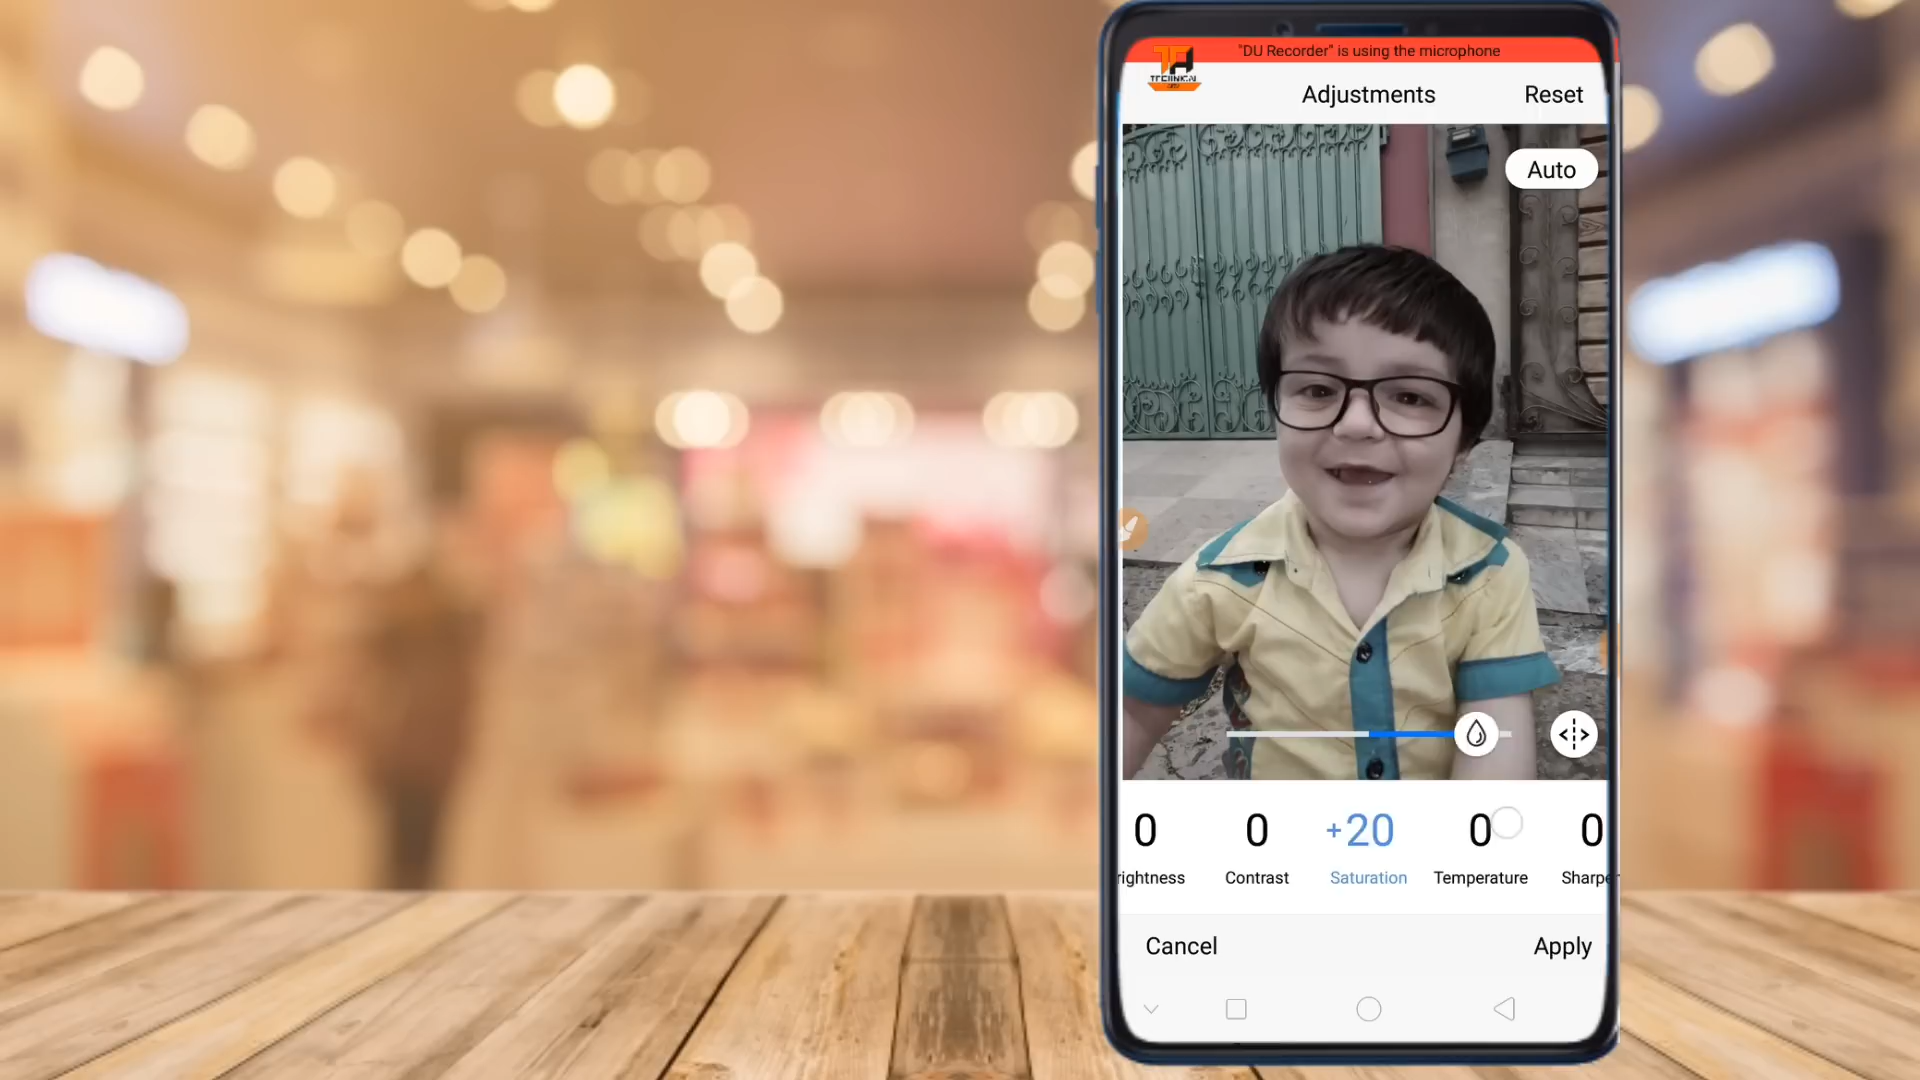 "DU Recorder" is using the microphone
Adjustments
Reset
Auto
0
0
+20
0
0
rightness
Contrast
Saturation
Temperature
Sharpe
Cancel
Apply